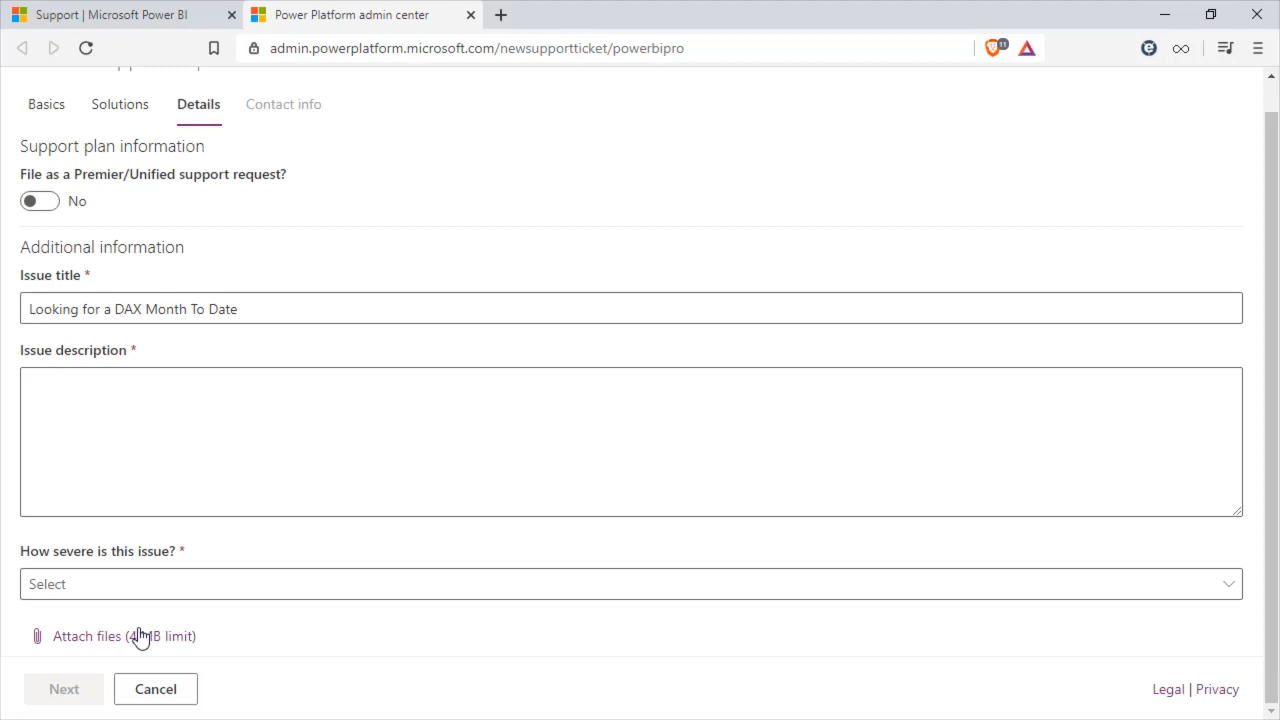 Support | Microsoft Power BI
Power Platform admin center
admin.powerplatform.microsoft.com/newsupportticket/powerbipro
11
Basics
Solutions
Details
Contact info
Support plan information
File as a Premier/Unified support request?
No
Additional information
Issue title *
Looking for a DAX Month To Date
Issue description *
How severe is this issue? *
Select
Attach files limit)
Next
Cancel
Legal | Privacy